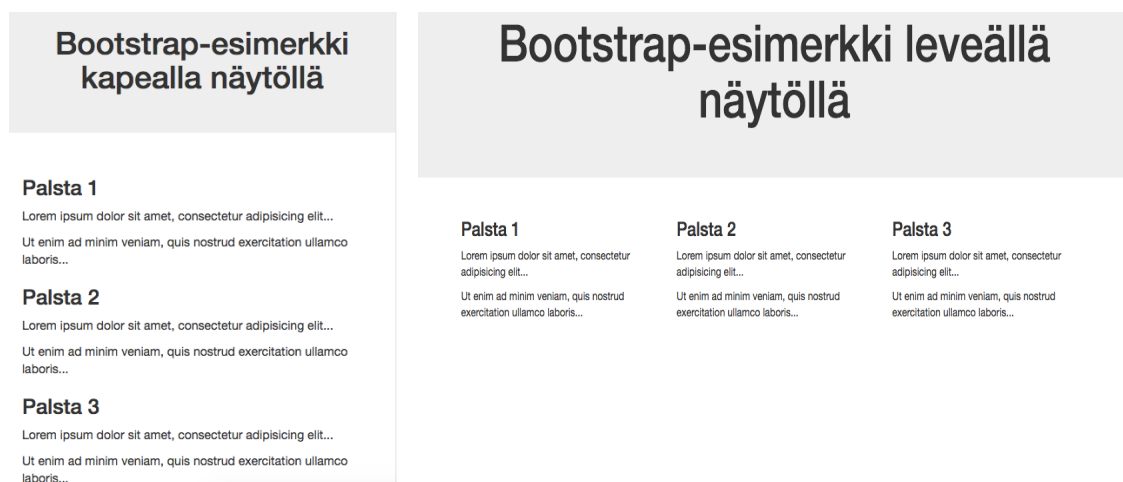 Bootstrap-esimerkki
kapealla näytöllä
Palsta 1
Lorem ipsum dolor sit amet, consectetur adipisicing elit...
Ut enim ad minim veniam, quis nostrud exercitation ullamco
laboris...
Palsta 2
Lorem ipsum dolor sit amet, consectetur adipisicing elit...
Ut enim ad minim veniam, quis nostrud exercitation ullamco
laboris...
Palsta 3
Lorem ipsum dolor sit amet, consectetur adipisicing elit...
Ut enim ad minim veniam, quis nostrud exercitation ullamco
laboris...
Bootstrap-esimerkki leveällä
näytöllä
Palsta 1
Lorem ipsum dolor sit amet, consectetur
adipisicing elit...
Ut enim ad minim veniam, quis nostrud
exercitation ullamco laboris...
Palsta 2
Lorem ipsum dolor sit amet, consectetur
adipisicing elit...
Ut enim ad minim veniam, quis nostrud
exercitation ullamco laboris...
Palsta 3
Lorem ipsum dolor sit amet, consectetur
adipisicing elit...
Ut enim ad minim veniam, quis nostrud
exercitation ullamco laboris...